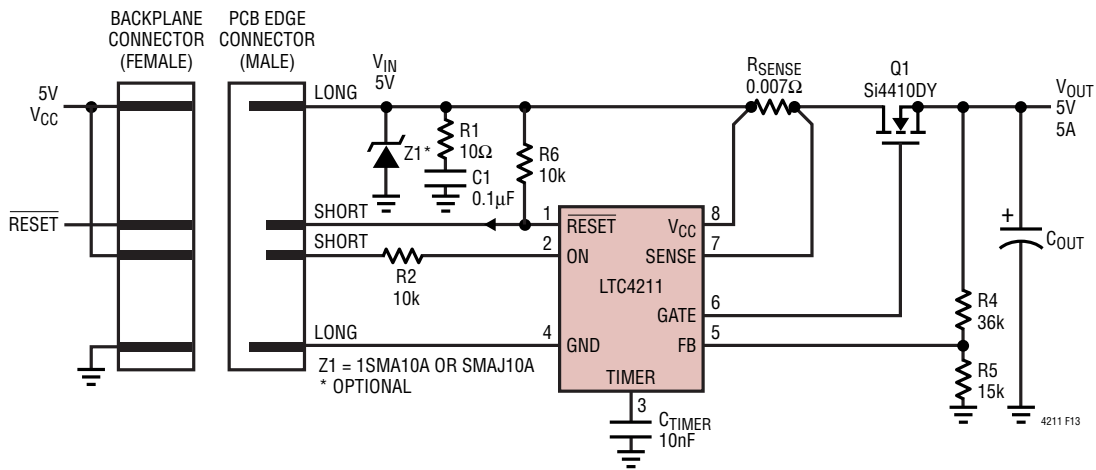 BACKPLANE
CONNECTOR
(FEMALE)
PCB EDGE
CONNECTOR
(MALE)
5V
VCC
RESET
LONG
SHORT
SHORT
LONG
VIN
5V
Z1*
R1
10Ω
C1
0.1µF
R6
10k
R2
10k
RSENSE
0.007Ω
Q1
Si4410DY
VOUT
5V
5A
1
RESET
2
ON
4
GND
LTC4211
VCC
8
SENSE
7
GATE
6
FB
5
TIMER
3
CTIMER
10nF
R4
36k
R5
15k
+
COUT
Z1 = 1SMA10A OR SMAJ10A
* OPTIONAL
4211 F13